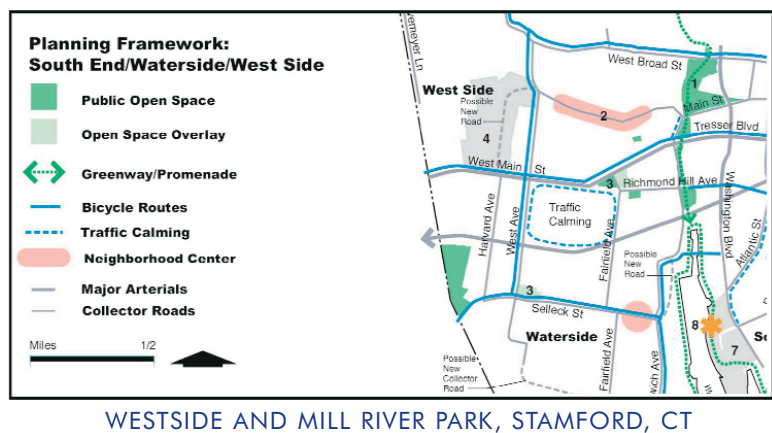 Planning Framework:
South End/Waterside/West Side
Public Open Space
Open Space Overlay
Greenway/Promenade
Bicycle Routes
Traffic Calming
Neighborhood Center
Major Arterials
Collector Roads
Miles 1/2
West Broad St
West Side
Possible
New
Road
4
1
Main St
2
Tresser Blvd
West Main St
3
Richmond Hill Ave
Traffic
Calming
Harvard Ave
West Ave
Fairfield Ave
Washington Blvd
Atlantic St
Possible
New
Road
3
Selleck St
Waterside
8
7
Possible
New
Collector
Road
Fairfield Ave
WESTSIDE AND MILL RIVER PARK, STAMFORD, CT